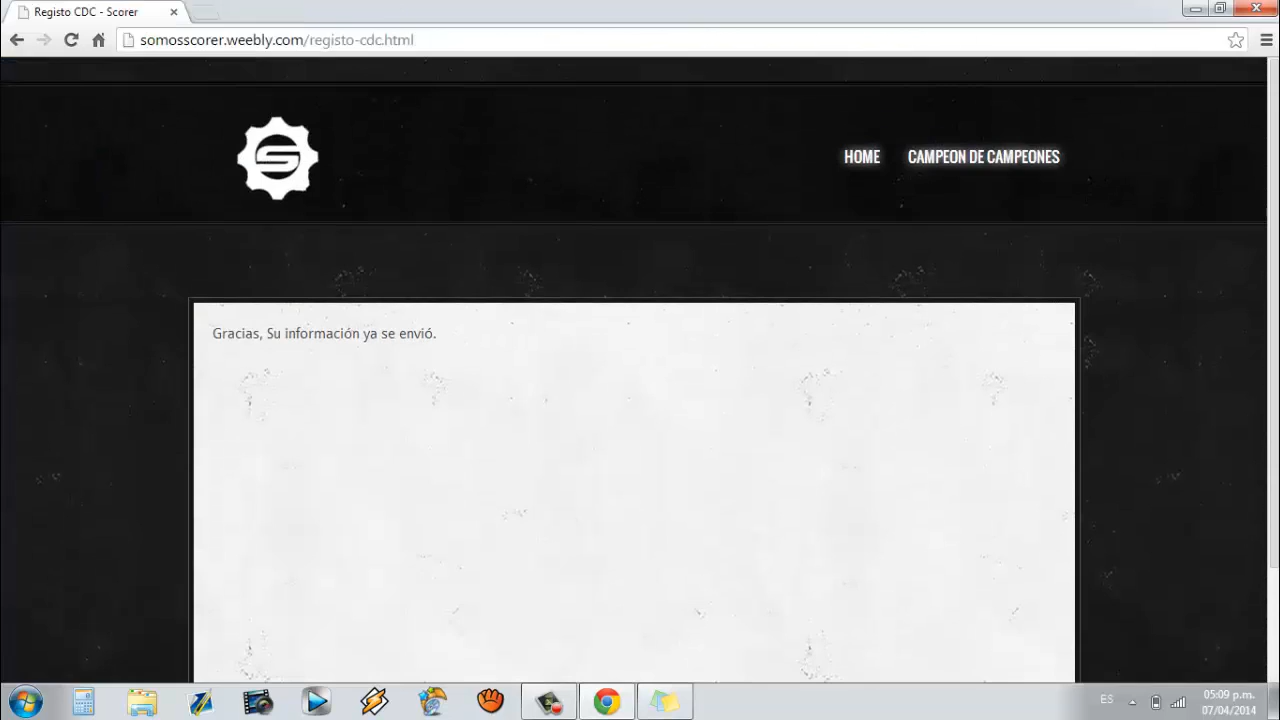 Registo CDC - Scorer
somosscorer.weebly.com/registo-cdc.html
S
HOME
CAMPEON DE CAMPEONES
Gracias, Su información ya se envió.
ES
05:09 p.m.
07/04/2014